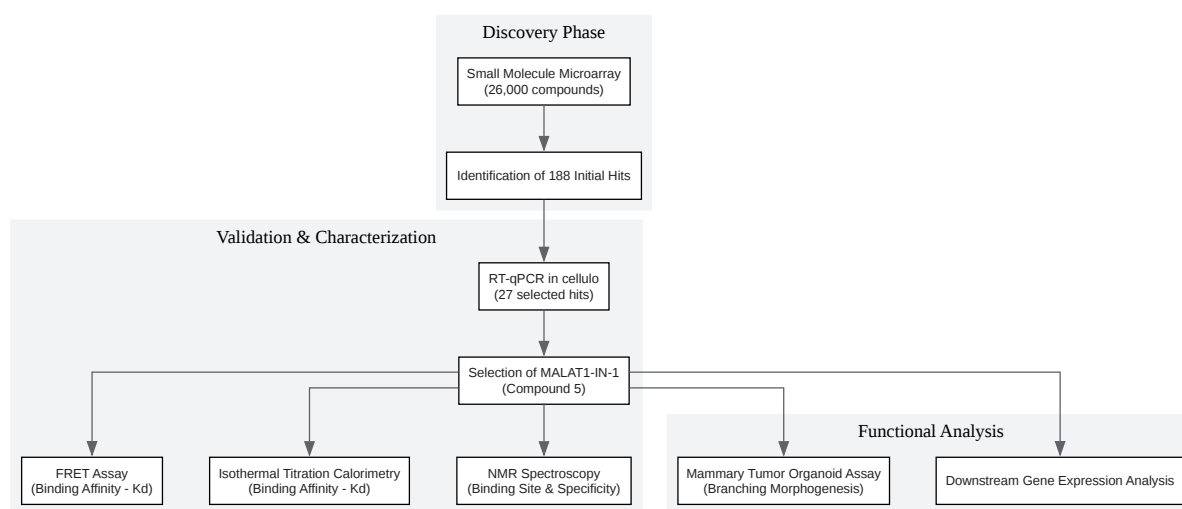 Discovery Phase
Small Molecule Microarray
(26,000 compounds)
Identification of 188 Initial Hits
Validation & Characterization
RT-qPCR in cellulo
(27 selected hits)
Selection of MALAT1-IN-1
(Compound 5)
FRET Assay
(Binding Affinity - Kd)
Isothermal Titration Calorimetry
(Binding Affinity - Kd)
NMR Spectroscopy
(Binding Site & Specificity)
Functional Analysis
Mammary Tumor Organoid Assay
(Branching Morphogenesis)
Downstream Gene Expression Analysis